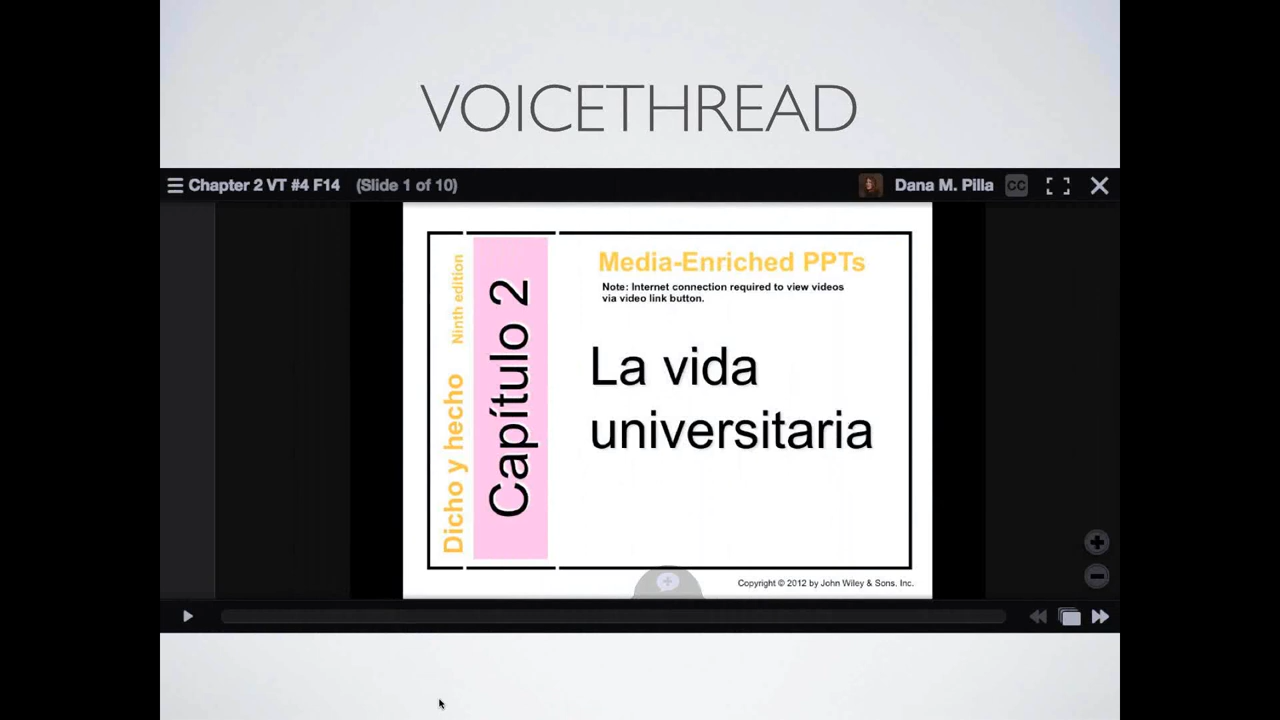 VOICETHREAD
Chapter 2 VT #4 F14 (Slide 1 of 10)
Dana M. Pilla
CC
Dicho y hecho Ninth edition
Capítulo 2
Media-Enriched PPTs
Note: Internet connection required to view videos
via video link button.
La vida
universitaria
Copyright © 2012 by John Wiley & Sons. Inc.